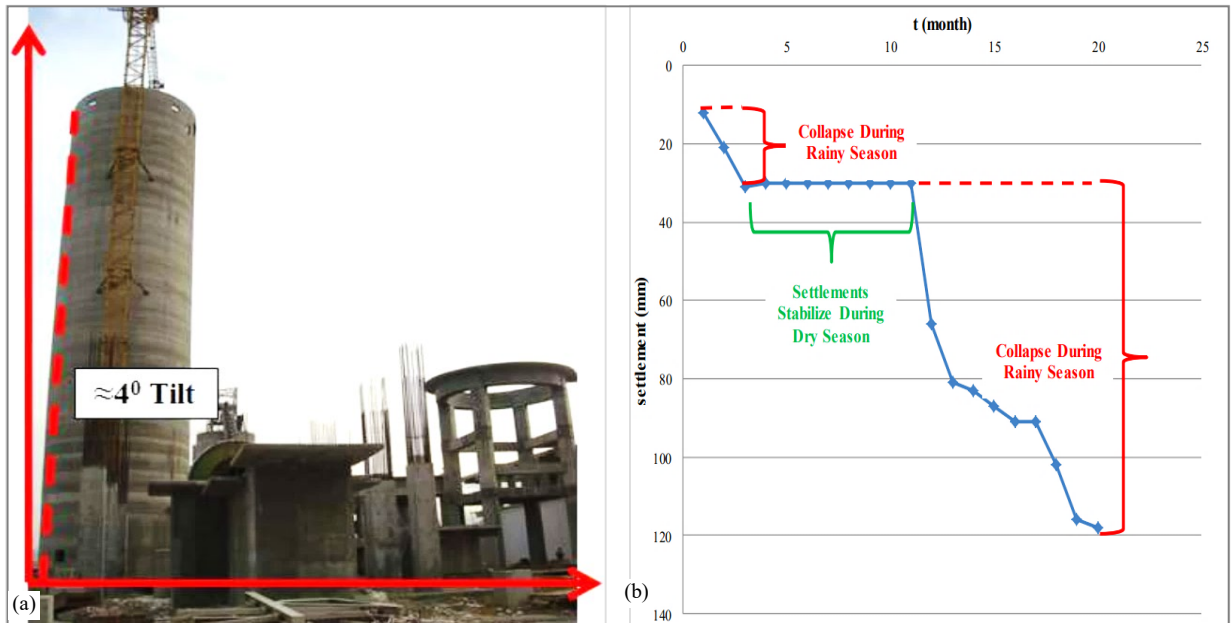 ≈4⁰ Tilt
(a)
t (month)
0
5
10
15
20
25
0
20
40
60
80
100
120
140
settlement (mm)
Collapse During
Rainy Season
Settlements
Stabilize During
Dry Season
Collapse During
Rainy Season
(b)